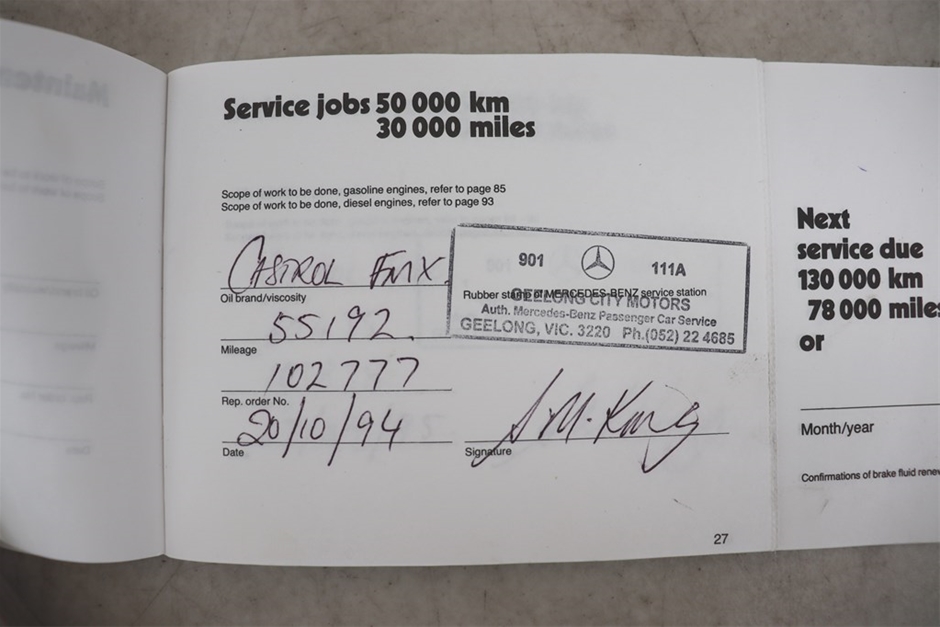 Service jobs 50 000 km
30 000 miles
Scope of work to be done, gasoline engines, refer to page 85
Scope of work to be done, diesel engines, refer to page 93
CASTROL FMX.
Oil brand/viscosity
55192.
Mileage
102777
Rep. order No.
20/10/94
Date
901
111A
Rubber stamp of MERCEDES-BENZ service station
GEELONG CITY MOTORS
Auth. Mercedes-Benz Passenger Car Service
GEELONG, VIC. 3220 Ph.(052) 22 4685
Signature
27
Next
service due
130 000 km
78 000 miles
or
Month/year
Confirmations of brake fluid